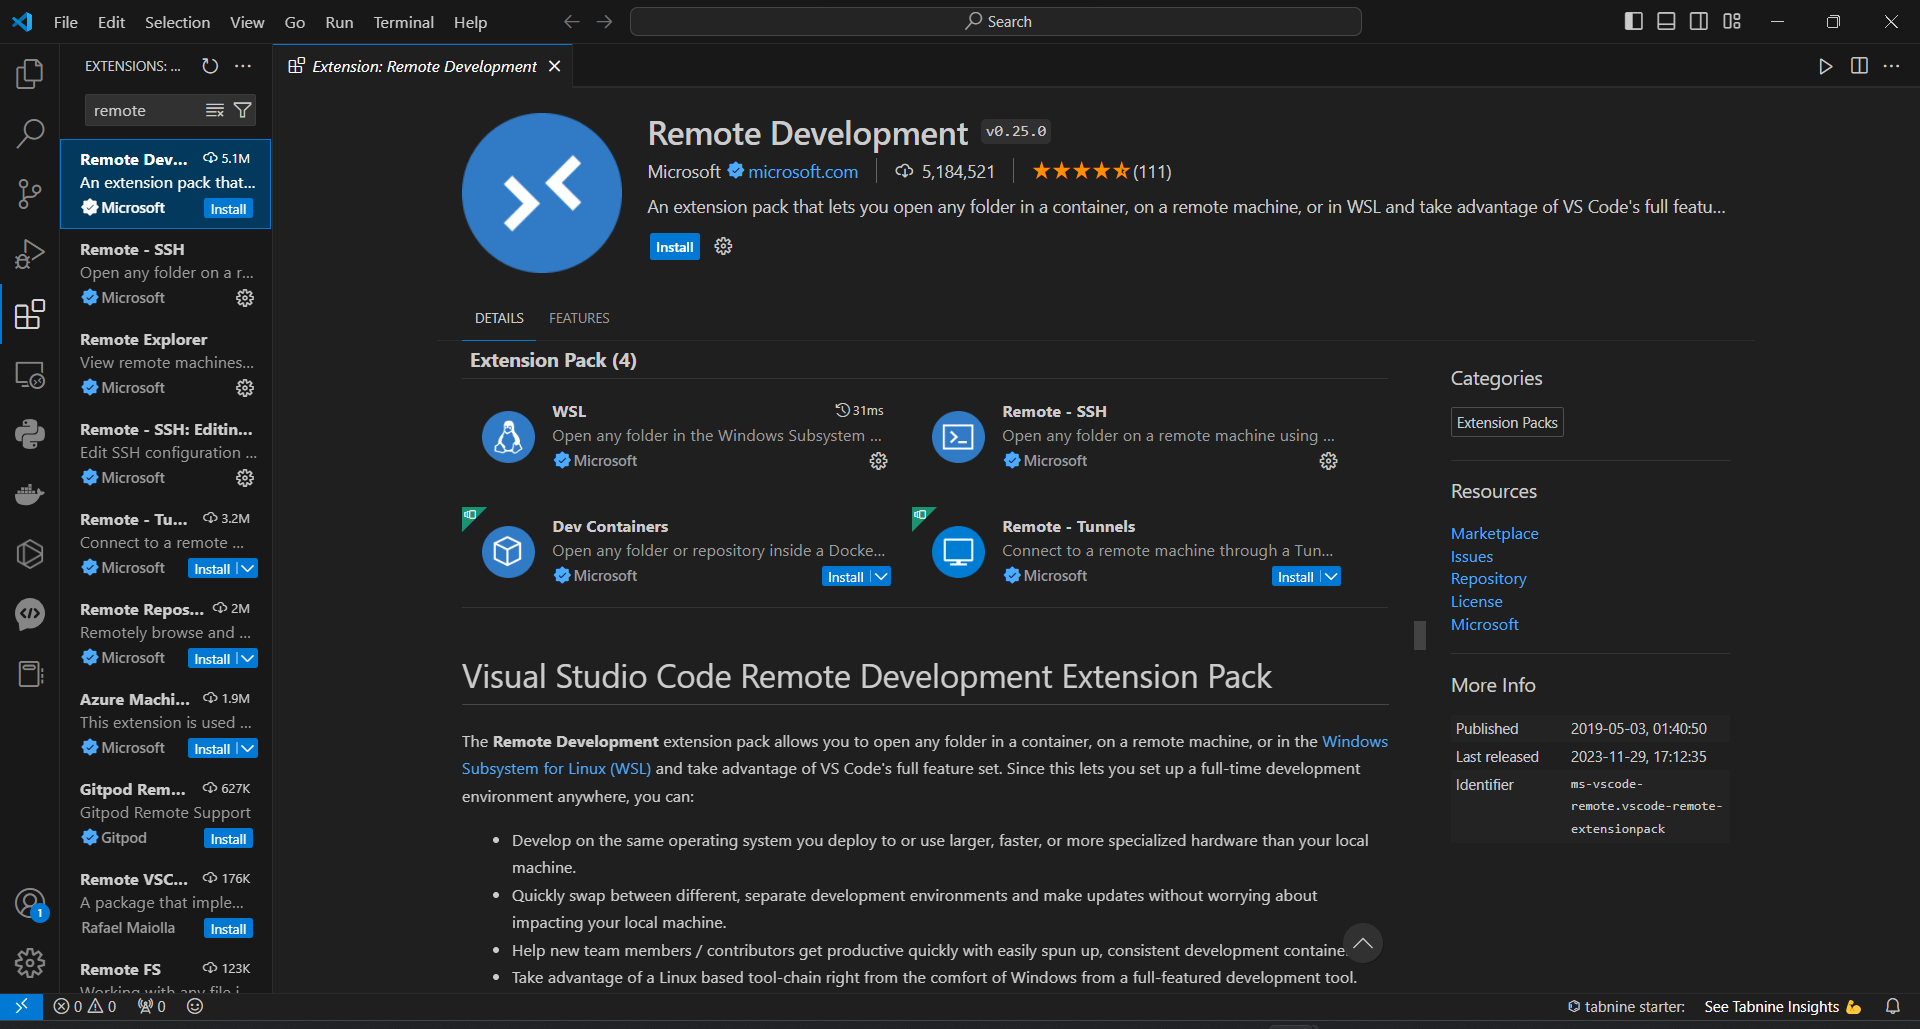 File Edit Selection View Go Run Terminal Help
Search
EXTENSIONS: ...
remote
Remote Dev... 5.1M
An extension pack that...
Microsoft Install
Remote - SSH
Open any folder on a r...
Microsoft
Remote Explorer
View remote machines...
Microsoft
Remote - SSH: Editin...
Edit SSH configuration ...
Microsoft
Remote - Tu... 3.2M
Connect to a remote ...
Microsoft Install
Remote Repos... 2M
Remotely browse and ...
Microsoft Install
Azure Machi... 1.9M
This extension is used ...
Microsoft Install
Gitpod Rem... 627K
Gitpod Remote Support
Gitpod Install
Remote VSC... 176K
A package that imple...
Rafael Maiolla Install
Remote FS 123K
Working with any file i...
1
Extension: Remote Development
Remote Development v0.25.0
Microsoft microsoft.com 5,184,521 (111)
An extension pack that lets you open any folder in a container, on a remote machine, or in WSL and take advantage of VS Code's full featu...
Install
DETAILS FEATURES
Extension Pack (4)
WSL 31ms
Open any folder in the Windows Subsystem ...
Microsoft
Remote - SSH
Open any folder on a remote machine using ...
Microsoft
Dev Containers
Open any folder or repository inside a Docke...
Microsoft Install
Remote - Tunnels
Connect to a remote machine through a Tun...
Microsoft Install
Visual Studio Code Remote Development Extension Pack
The Remote Development extension pack allows you to open any folder in a container, on a remote machine, or in the Windows
Subsystem for Linux (WSL) and take advantage of VS Code's full feature set. Since this lets you set up a full-time development
environment anywhere, you can:
• Develop on the same operating system you deploy to or use larger, faster, or more specialized hardware than your local
machine.
• Quickly swap between different, separate development environments and make updates without worrying about
impacting your local machine.
• Help new team members / contributors get productive quickly with easily spun up, consistent development containe
• Take advantage of a Linux based tool-chain right from the comfort of Windows from a full-featured development tool.
Categories
Extension Packs
Resources
Marketplace
Issues
Repository
License
Microsoft
More Info
Published 2019-05-03, 01:40:50
Last released 2023-11-29, 17:12:35
Identifier ms-vscode-
remote.vscode-remote-
extensionpack
0 0 0
tabnine starter: See Tabnine Insights 💪